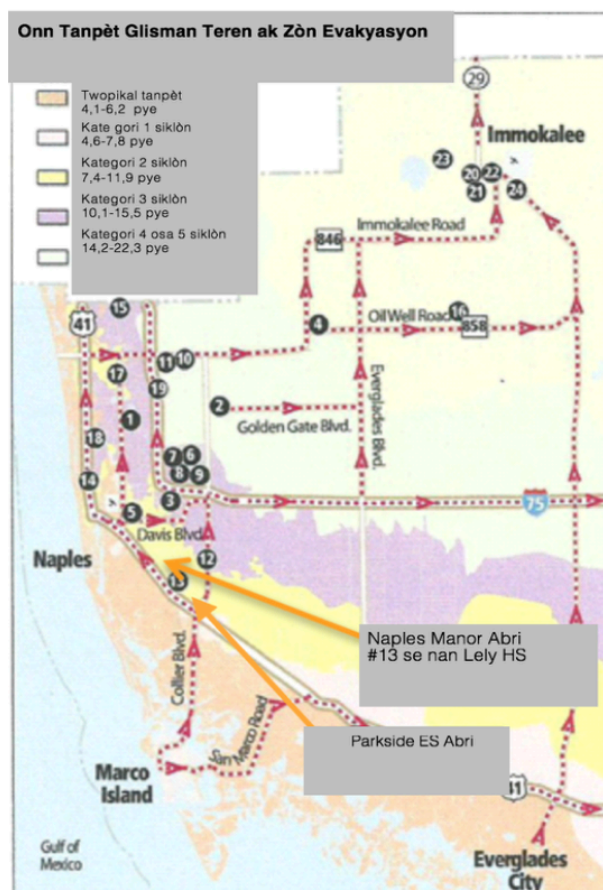 Onn Tanpèt Glisman Teren ak Zòn Evakyasyon
Twopikal tanpèt
4,1-6,2 pye
Kate gori 1 siklòn
4,6-7,8 pye
Kategori 2 siklòn
7,4-11,9 pye
Kategori 3 siklòn
10,1-15,5 pye
Kategori 4 osa 5 siklòn
14,2-22,3 pye
29
Immokalee
23
20
22
21
24
Immokalee Road
846
15
41
4
Oil Well Road
16
858
11
10
17
19
2
1
Golden Gate Blvd.
Everglades Blvd.
18
7
6
8
9
14
3
75
5
Davis Blvd.
Naples
12
13
Naples Manor Abri
#13 se nan Lely HS
Collier Blvd.
Parkside ES Abri
San Marco Road
Marco
Island
41
Gulf of
Mexico
Everglades
City